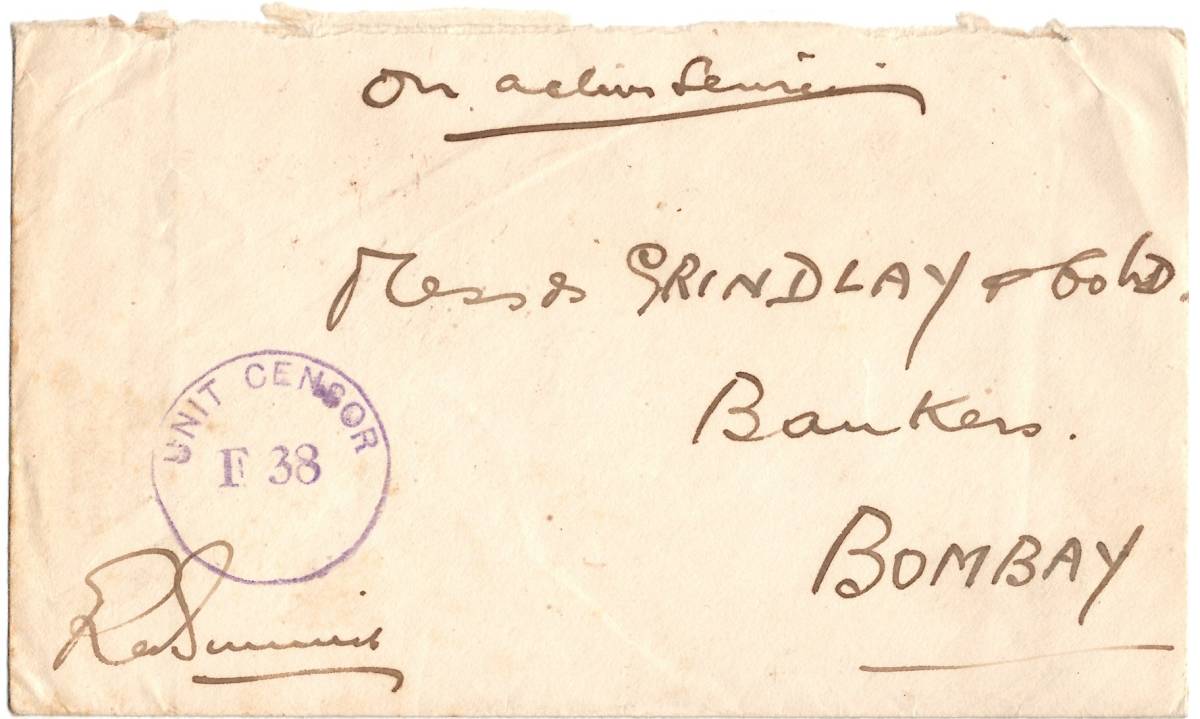 On active Service
Messrs GRINDLAY & Co LtD.
Bankers.
BOMBAY
UNIT CENSOR
F 38